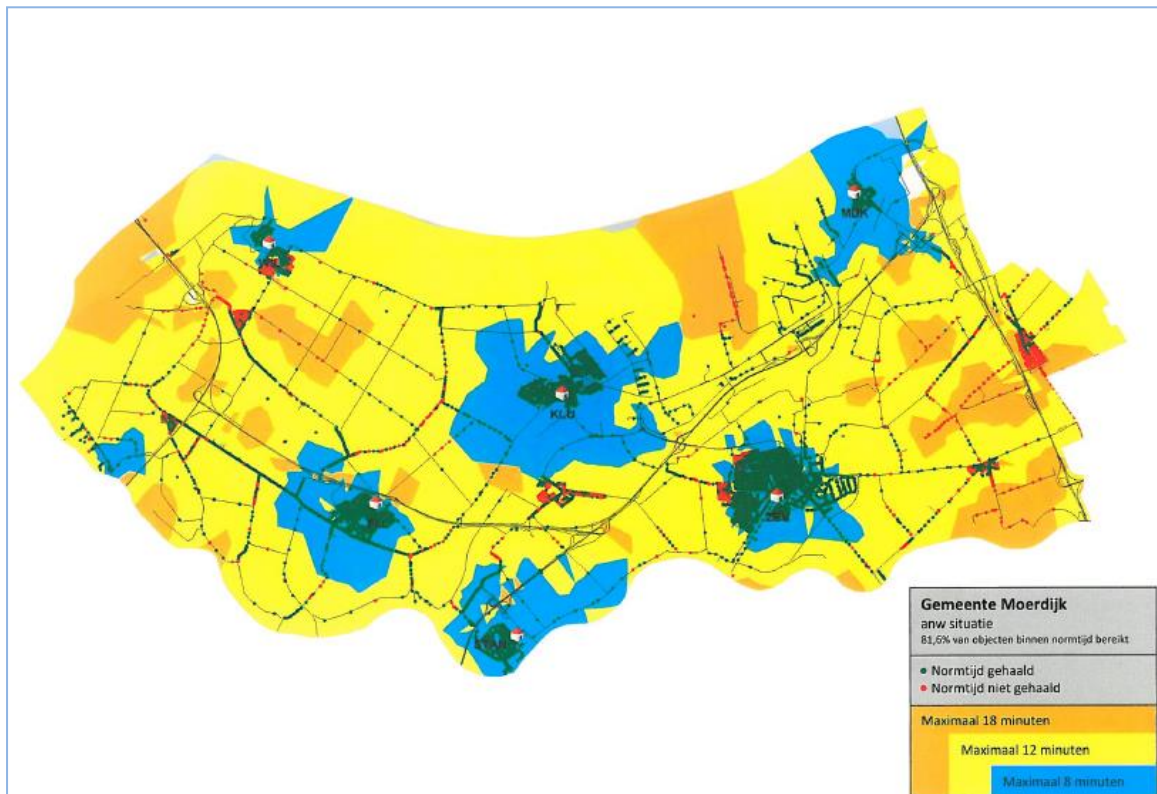 MDK
KLU
Gemeente Moerdijk
anw situatie
81,6% van objecten binnen normtijd bereikt
• Normtijd gehaald
• Normtijd niet gehaald
Maximaal 18 minuten
Maximaal 12 minuten
Maximaal 8 minuten